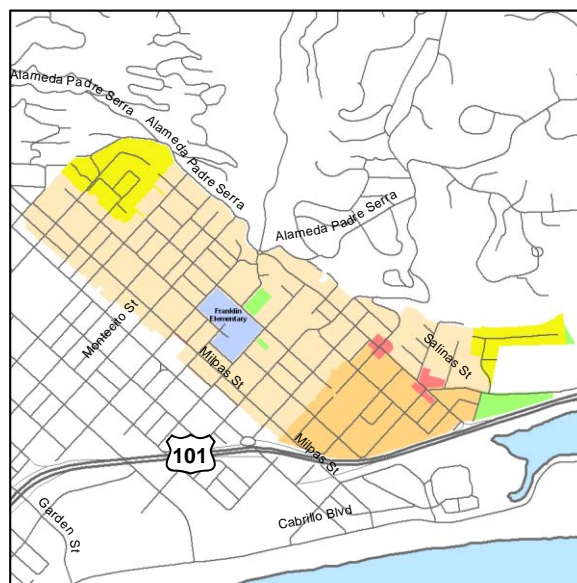 Alameda Padre Serra
Alameda Padre Serra
Alameda Padre Serra
Franklin
Elementary
Montecito St
Milpas St
Salinas St
Milpas St
101
Garden St
Cabrillo Blvd